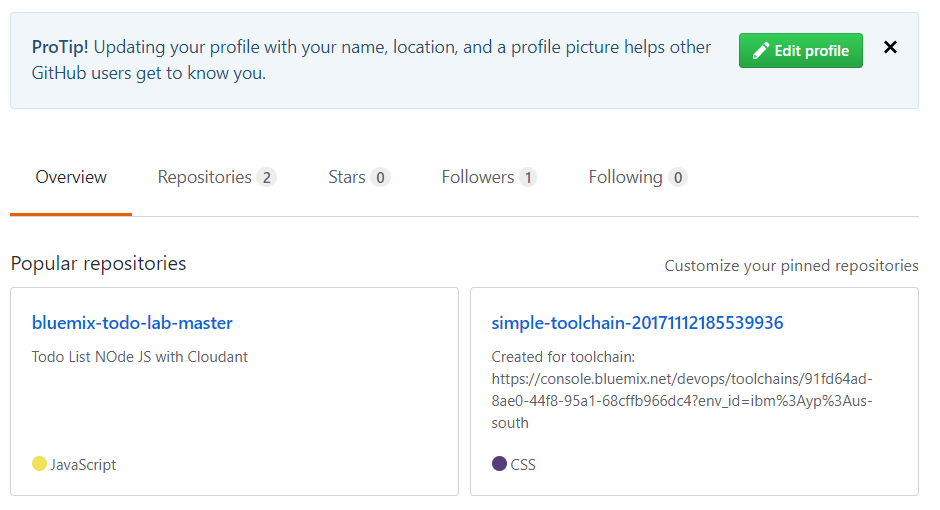 ProTip! Updating your profile with your name, location, and a profile picture helps other
GitHub users get to know you.
Edit profile
Overview Repositories 2 Stars 0 Followers 1 Following 0
Popular repositories
Customize your pinned repositories
bluemix-todo-lab-master
Todo List NOde JS with Cloudant
JavaScript
simple-toolchain-20171112185539936
Created for toolchain:
https://console.bluemix.net/devops/toolchains/91fd64ad-
8ae0-44f8-95a1-68cffb966dc4?env_id=ibm%3Ayp%3Aus-
south
CSS